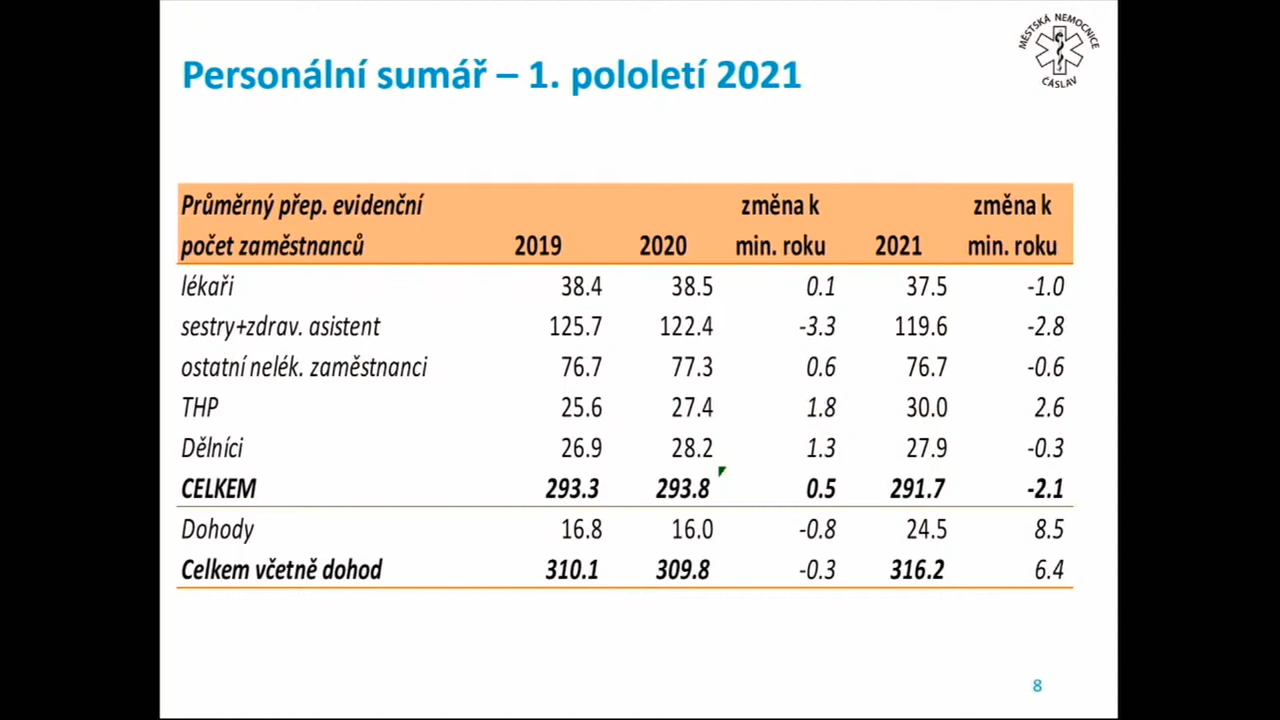 MĚSTSKÁ NEMOCNICE
ČÁSLAV
Personální sumář – 1. pololetí 2021
Průměrný přep. evidenční změna k změna k
počet zaměstnanců 2019 2020 min. roku 2021 min. roku
lékaři 38.4 38.5 0.1 37.5 -1.0
sestry+zdrav. asistent 125.7 122.4 -3.3 119.6 -2.8
ostatní nelék. zaměstnanci 76.7 77.3 0.6 76.7 -0.6
THP 25.6 27.4 1.8 30.0 2.6
Dělníci 26.9 28.2 1.3 27.9 -0.3
CELKEM 293.3 293.8 0.5 291.7 -2.1
Dohody 16.8 16.0 -0.8 24.5 8.5
Celkem včetně dohod 310.1 309.8 -0.3 316.2 6.4
8